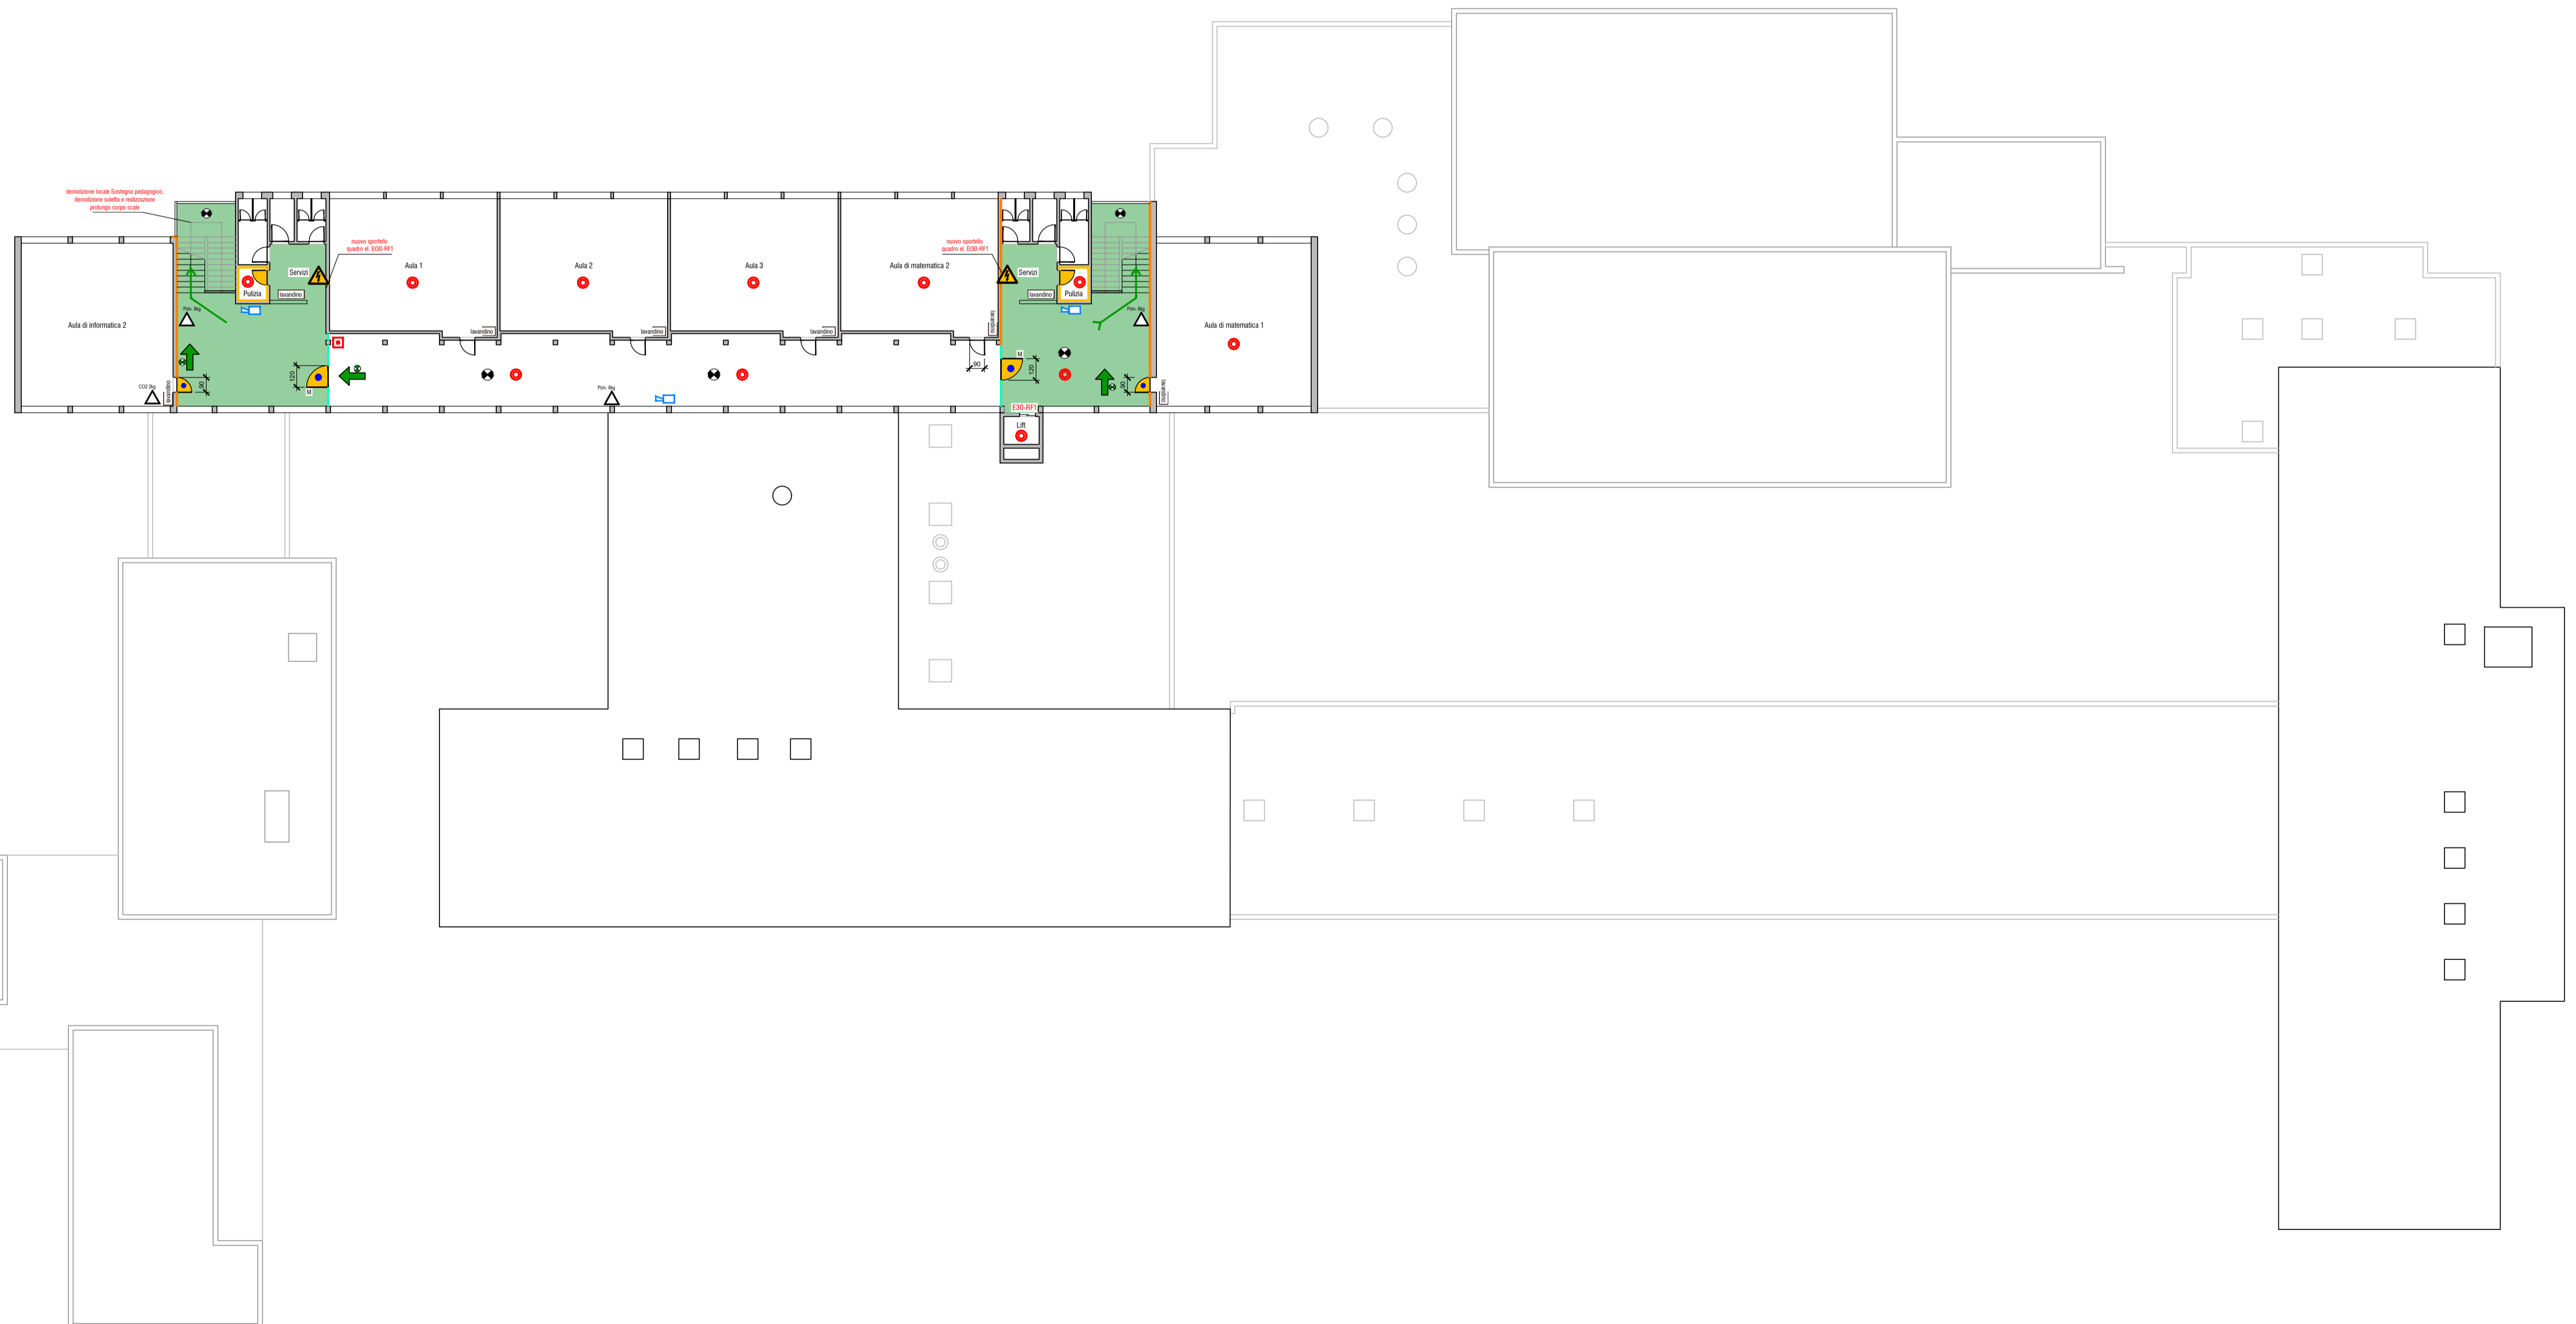 demolizione locale Sostegno pedagogico,
demolizione soletta e realizzazione
prolungo corpo scale
nuovo sportello
quadro el. EI30-RF1
nuovo sportello
quadro el. EI30-RF1
Aula 1
Aula 2
Aula 3
Aula di matematica 2
Servizi
Servizi
Pulizia
lavandino
lavandino
Pulizia
Polv. 6kg
Polv. 6kg
Aula di informatica 2
Aula di matematica 1
lavandino
lavandino
lavandino
lavandino
M
90
120
120
90
90
CO2 2kg
lavandino
M
Polv. 6kg
lavandino
E30-RF1
Lift